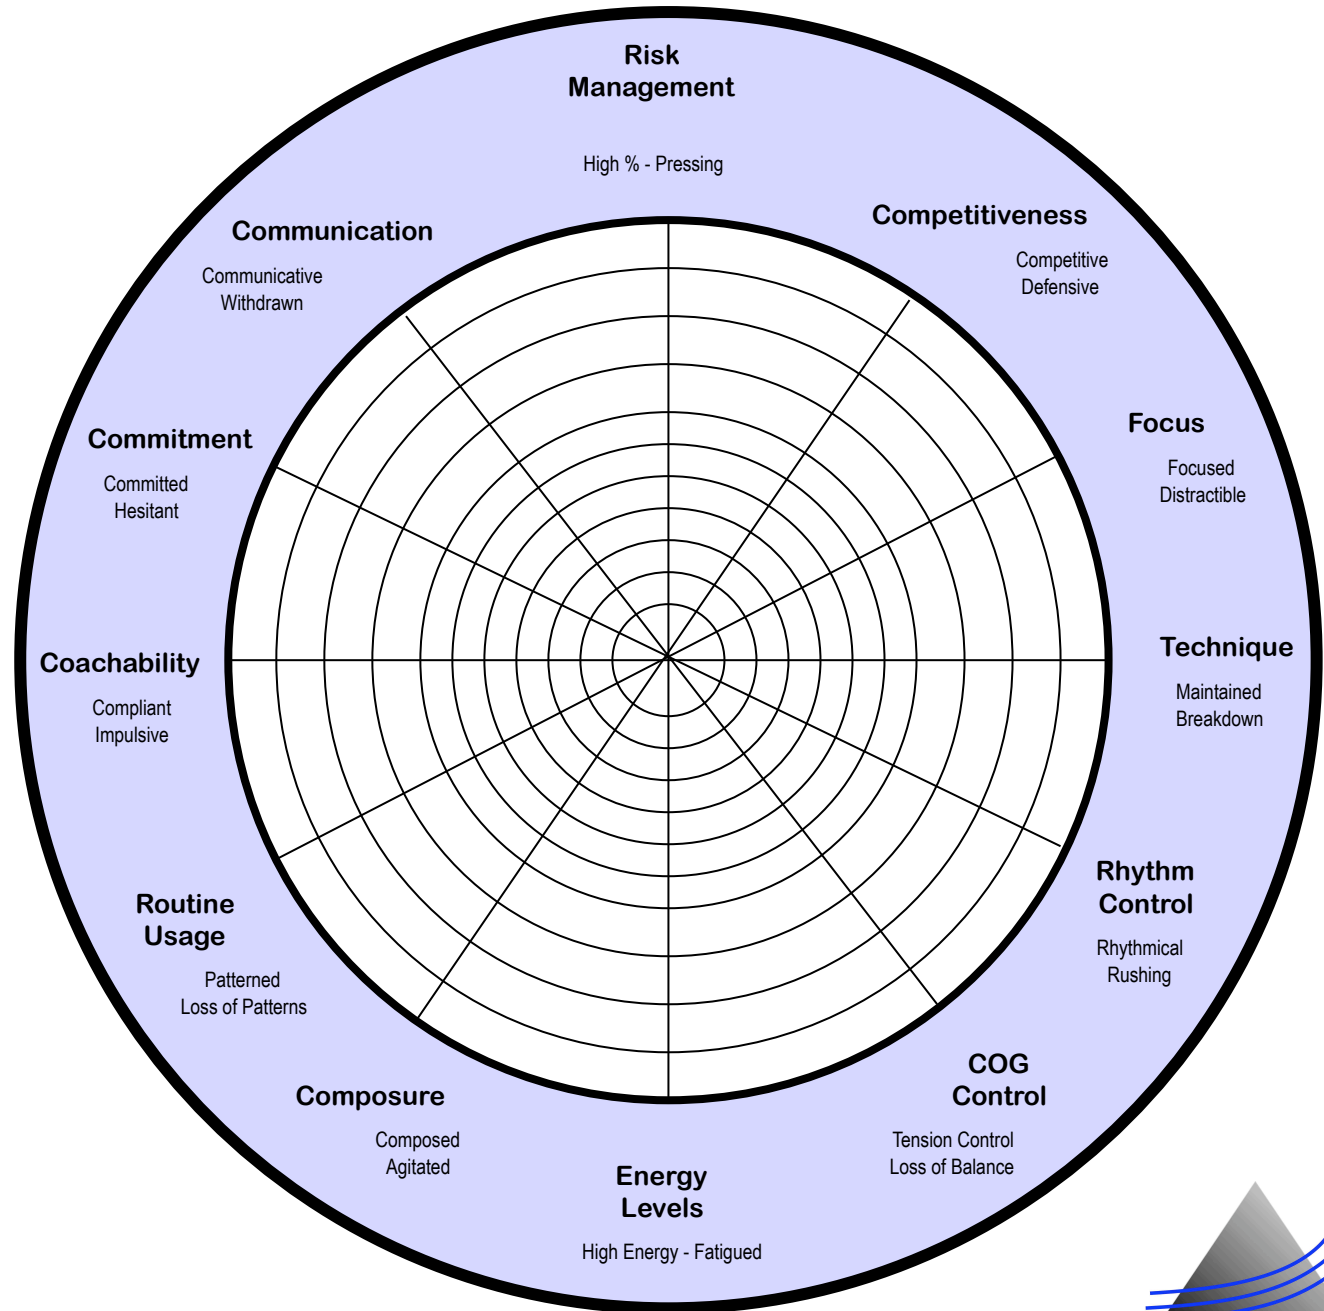 Risk
Management
High % - Pressing
Competitiveness
Competitive
Defensive
Focus
Focused
Distractible
Technique
Maintained
Breakdown
Rhythm
Control
Rhythmical
Rushing
COG
Control
Tension Control
Loss of Balance
Energy
Levels
High Energy - Fatigued
Composure
Composed
Agitated
Routine
Usage
Patterned
Loss of Patterns
Coachability
Compliant
Impulsive
Commitment
Committed
Hesitant
Communication
Communicative
Withdrawn